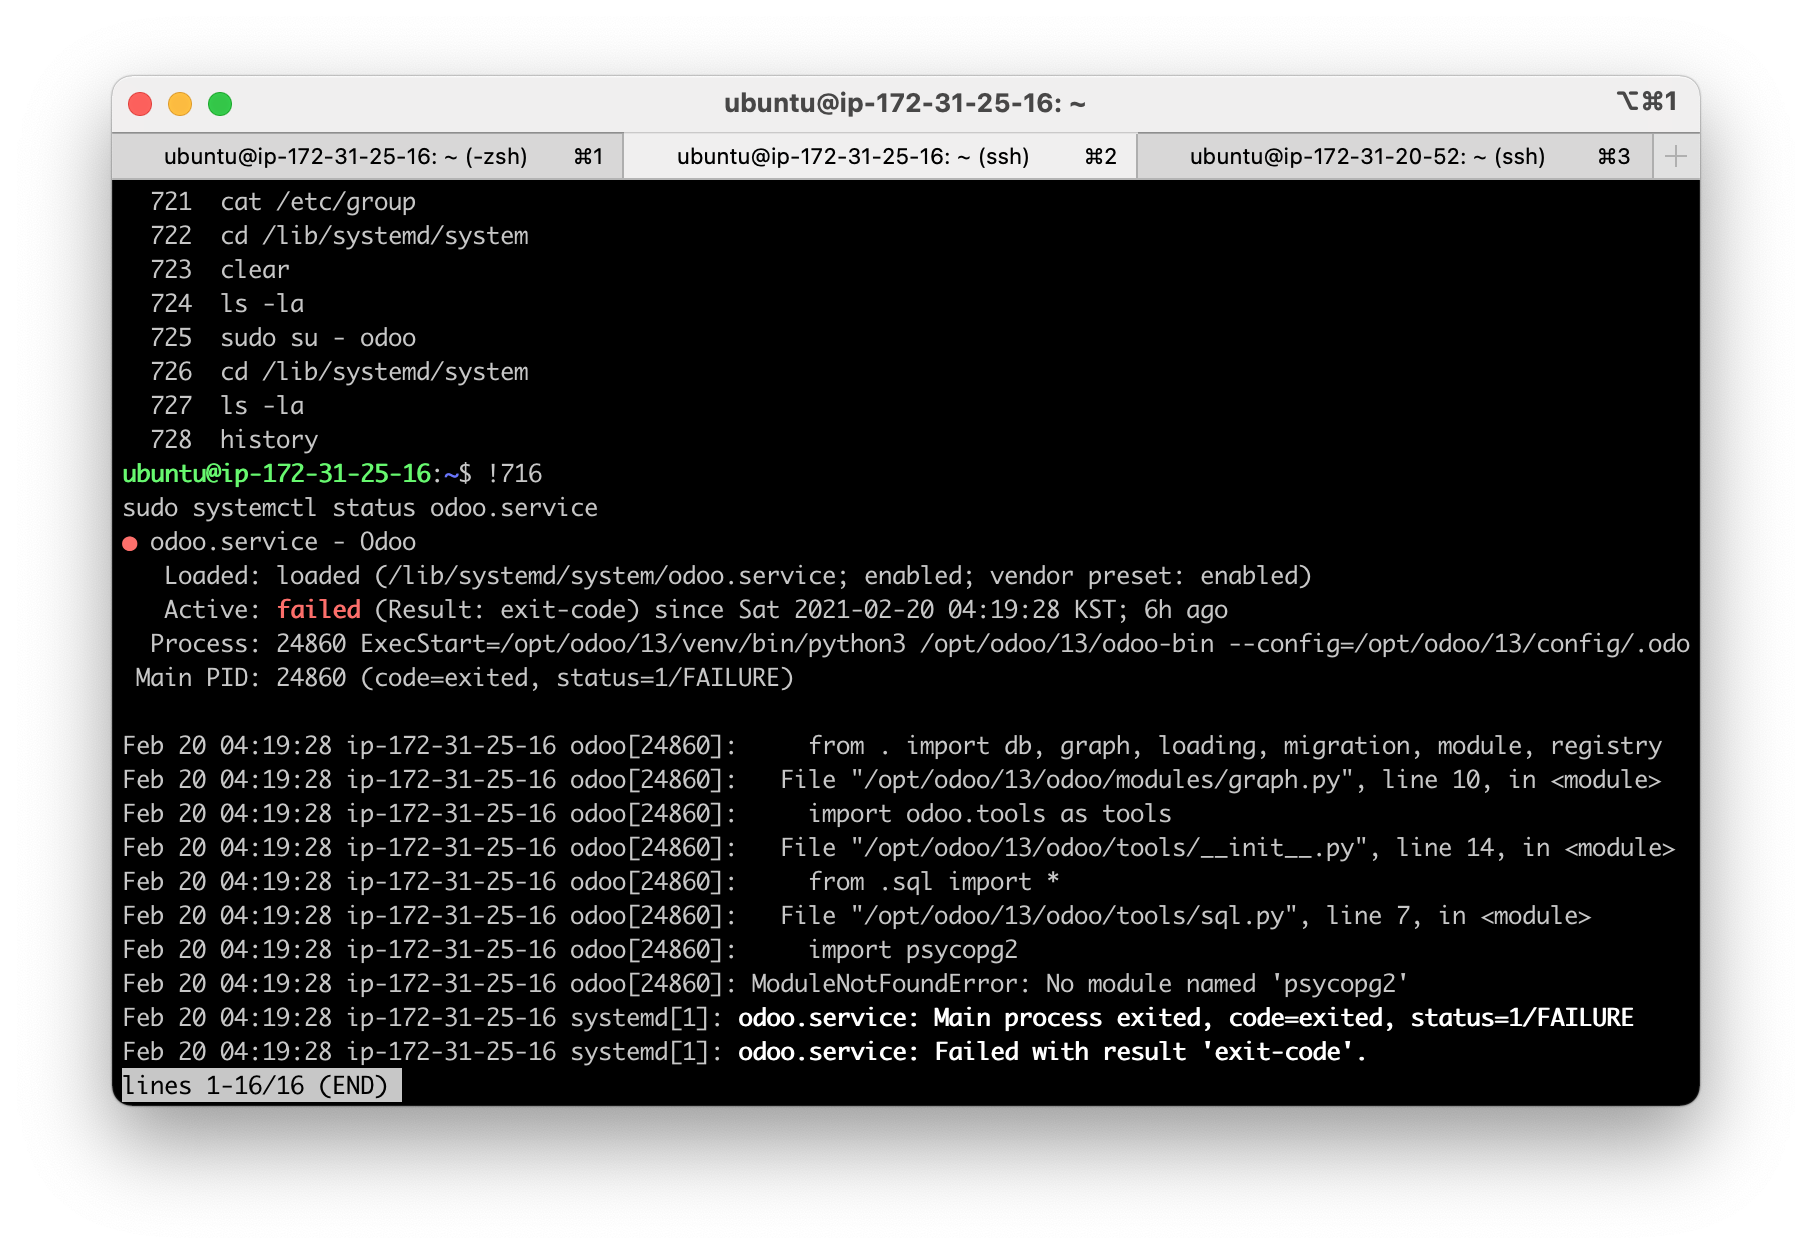 ubuntu@ip-172-31-25-16: ~ ⌥⌘1
ubuntu@ip-172-31-25-16: ~ (-zsh) ⌘1 ubuntu@ip-172-31-25-16: ~ (ssh) ⌘2 ubuntu@ip-172-31-20-52: ~ (ssh) ⌘3 +
721  cat /etc/group
722  cd /lib/systemd/system
723  clear
724  ls -la
725  sudo su - odoo
726  cd /lib/systemd/system
727  ls -la
728  history
ubuntu@ip-172-31-25-16:~$ !716
sudo systemctl status odoo.service
● odoo.service - Odoo
   Loaded: loaded (/lib/systemd/system/odoo.service; enabled; vendor preset: enabled)
   Active: failed (Result: exit-code) since Sat 2021-02-20 04:19:28 KST; 6h ago
  Process: 24860 ExecStart=/opt/odoo/13/venv/bin/python3 /opt/odoo/13/odoo-bin --config=/opt/odoo/13/config/.odo
 Main PID: 24860 (code=exited, status=1/FAILURE)
Feb 20 04:19:28 ip-172-31-25-16 odoo[24860]:     from . import db, graph, loading, migration, module, registry
Feb 20 04:19:28 ip-172-31-25-16 odoo[24860]:   File "/opt/odoo/13/odoo/modules/graph.py", line 10, in <module>
Feb 20 04:19:28 ip-172-31-25-16 odoo[24860]:     import odoo.tools as tools
Feb 20 04:19:28 ip-172-31-25-16 odoo[24860]:   File "/opt/odoo/13/odoo/tools/__init__.py", line 14, in <module>
Feb 20 04:19:28 ip-172-31-25-16 odoo[24860]:     from .sql import *
Feb 20 04:19:28 ip-172-31-25-16 odoo[24860]:   File "/opt/odoo/13/odoo/tools/sql.py", line 7, in <module>
Feb 20 04:19:28 ip-172-31-25-16 odoo[24860]:     import psycopg2
Feb 20 04:19:28 ip-172-31-25-16 odoo[24860]: ModuleNotFoundError: No module named 'psycopg2'
Feb 20 04:19:28 ip-172-31-25-16 systemd[1]: odoo.service: Main process exited, code=exited, status=1/FAILURE
Feb 20 04:19:28 ip-172-31-25-16 systemd[1]: odoo.service: Failed with result 'exit-code'.
lines 1-16/16 (END)